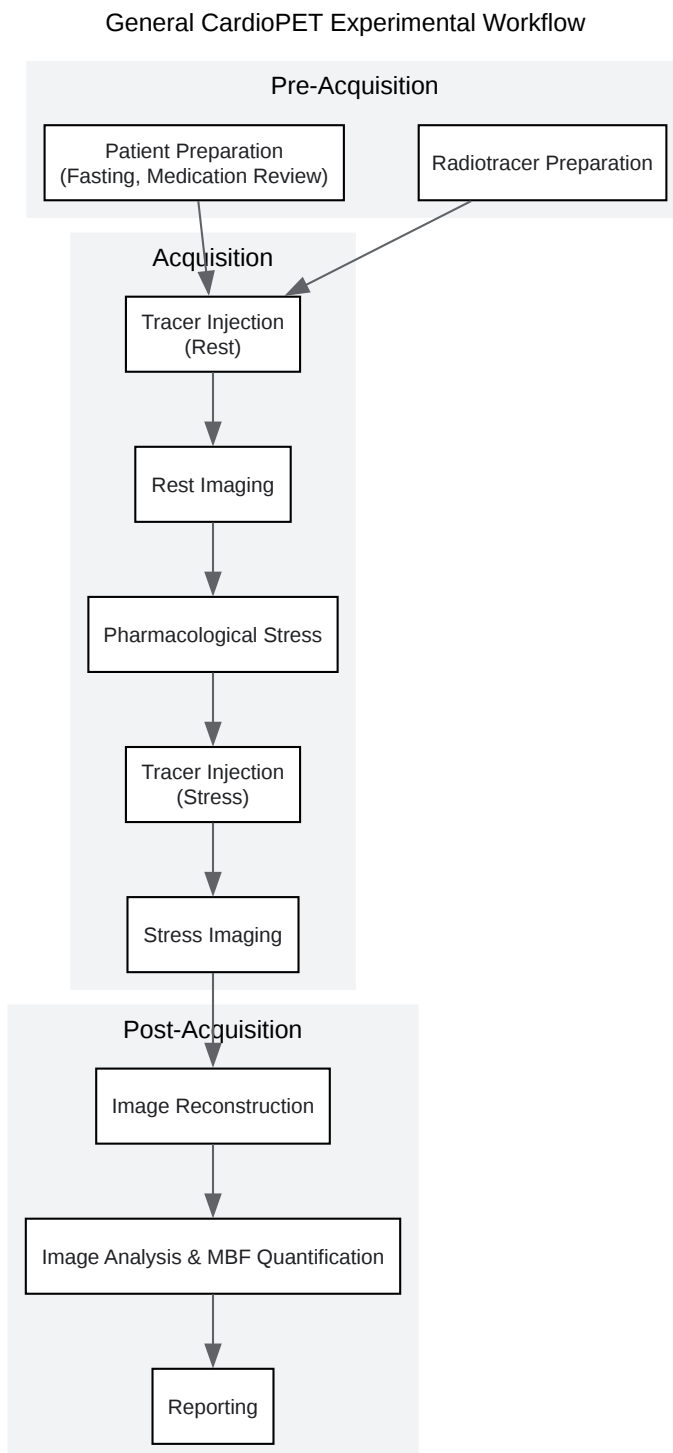 General CardioPET Experimental Workflow
Pre-Acquisition
Patient Preparation
(Fasting, Medication Review)
Radiotracer Preparation
Acquisition
Tracer Injection
(Rest)
Rest Imaging
Pharmacological Stress
Tracer Injection
(Stress)
Stress Imaging
Post-Acquisition
Image Reconstruction
Image Analysis & MBF Quantification
Reporting